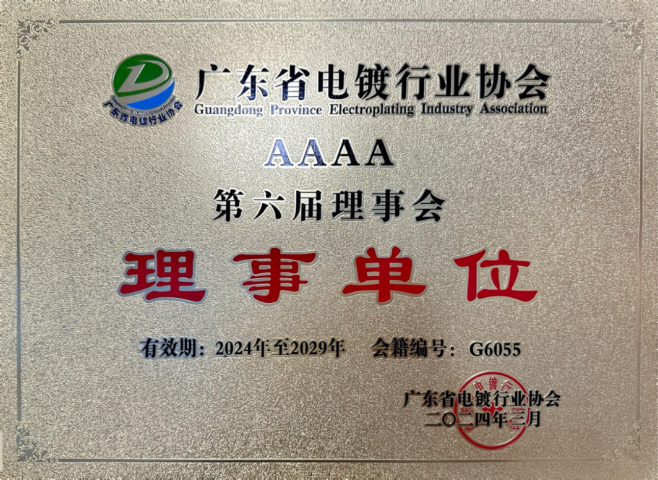 广东省电镀行业协会
广东省电镀行业协会
Guangdong Province Electroplating Industry Association
AAAA
第六届理事会
理事单位
有效期：2024年至2029年 会籍编号：G6055
广东省电镀行业协会
二〇二四年三月